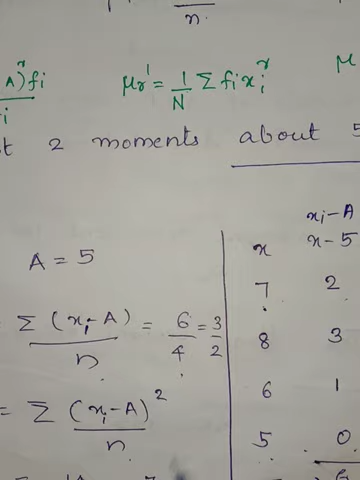 n.
A)^r fi
μr' = 1/N Σ fi xi^r
μ
2 moments about 5
A = 5
xi-A
x x-5
7 2
8 3
6 1
5 0
= Σ (xi-A)/n = 6/4 = 3/2
= Σ (xi-A)^2/n